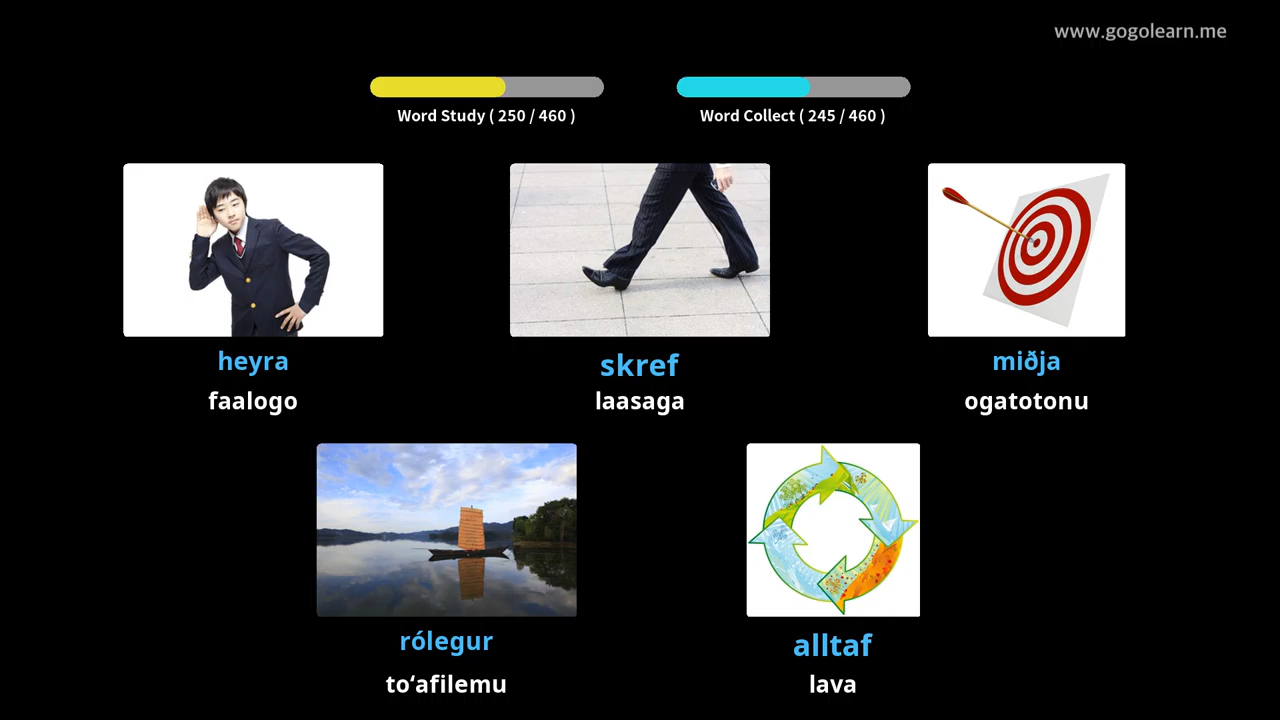 www.gogolearn.me
Word Study ( 250 / 460 )
Word Collect ( 245 / 460 )
heyra
faalogo
skref
laasaga
miðja
ogatotonu
rólegur
to‘afilemu
alltaf
lava